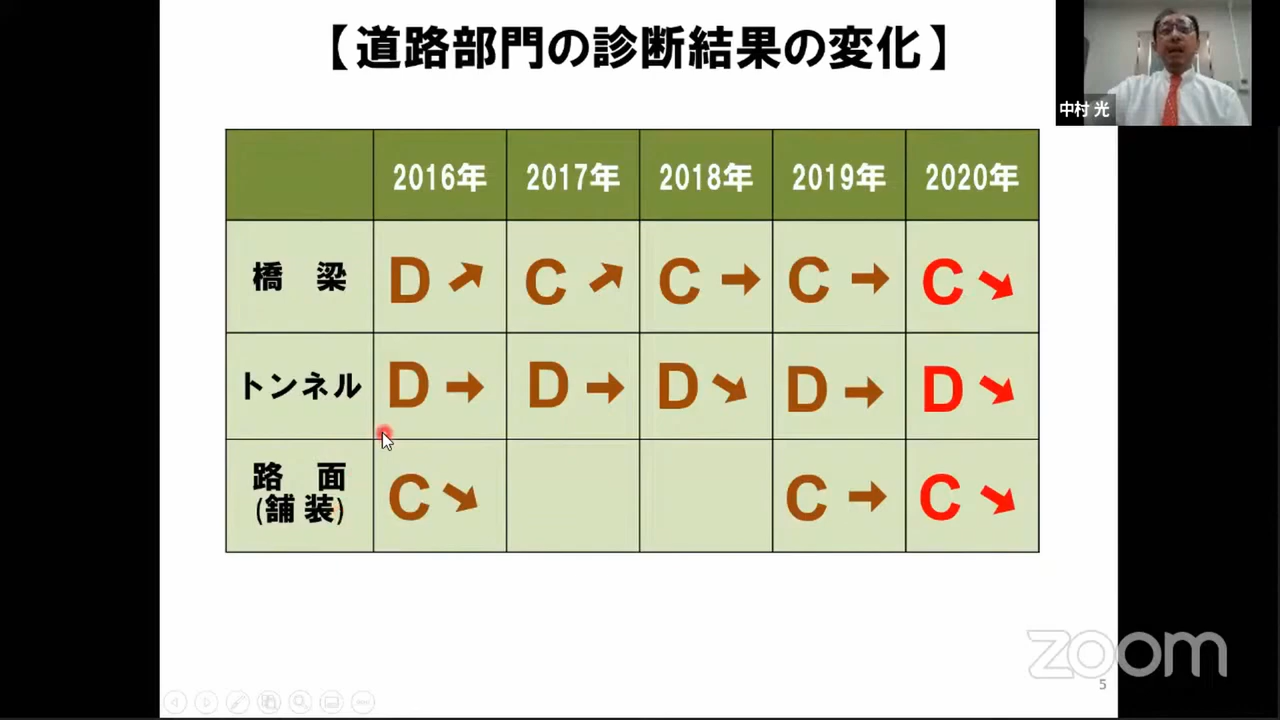 【道路部門の診断結果の変化】
中村 光
2016年 2017年 2018年 2019年 2020年
橋 梁 D C C C C
トンネル D D D D D
路 面
(舗 装) C C C
zoom
5